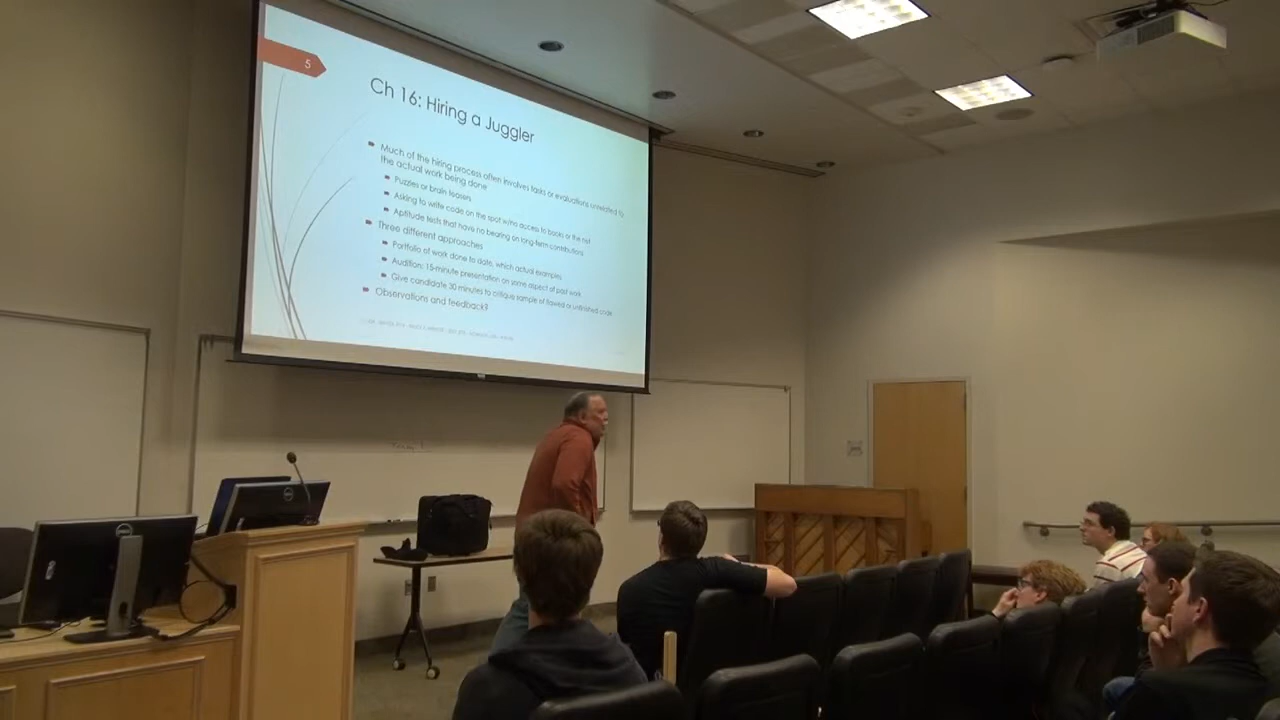 5
Ch 16: Hiring a Juggler
Much of the hiring process often involves tasks or evaluations unrelated to
the actual work being done
Puzzles or brain teasers
Asking to write code on the spot w/no access to books or the net
Aptitude tests that have no bearing on long-term contributions
Three different approaches
Portfolio of work done to date, which actual examples
Audition: 15-minute presentation on some aspect of past work
Give candidate 30 minutes to critique sample of flawed or unfinished code
Observations and feedback?
DELL